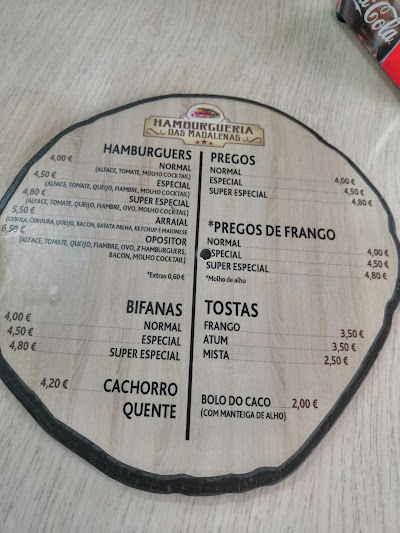 HAMBURGUERIA
DAS MADALENAS
HAMBURGUERS
4,00 € NORMAL
(ALFACE, TOMATE, MOLHO COCKTAIL)
4,50 € ESPECIAL
(ALFACE, TOMATE, QUEIJO, FIAMBRE, MOLHO COCKTAIL)
4,80 € SUPER ESPECIAL
(ALFACE, TOMATE, QUEIJO, FIAMBRE, OVO, MOLHO COCKTAIL)
5,50 € ARRAIAL
(CEBOLA, CENOURA, QUEIJO, BACON, BATATA PALHA, KETCHUP E MAIONESE
6,50 € OPOSITOR
(ALFACE, TOMATE, QUEIJO, FIAMBRE, OVO, 2 HAMBURGUERS,
BACON, MOLHO COCKTAIL)
*Extras 0,60 €
BIFANAS
4,00 € NORMAL
4,50 € ESPECIAL
4,80 € SUPER ESPECIAL
4,20 € CACHORRO
QUENTE
PREGOS
NORMAL 4,00 €
ESPECIAL 4,50 €
SUPER ESPECIAL 4,80 €
*PREGOS DE FRANGO
NORMAL 4,00 €
ESPECIAL 4,50 €
SUPER ESPECIAL 4,80 €
*Molho de alho
TOSTAS
FRANGO 3,50 €
ATUM 3,50 €
MISTA 2,50 €
BOLO DO CACO 2,00 €
(COM MANTEIGA DE ALHO)